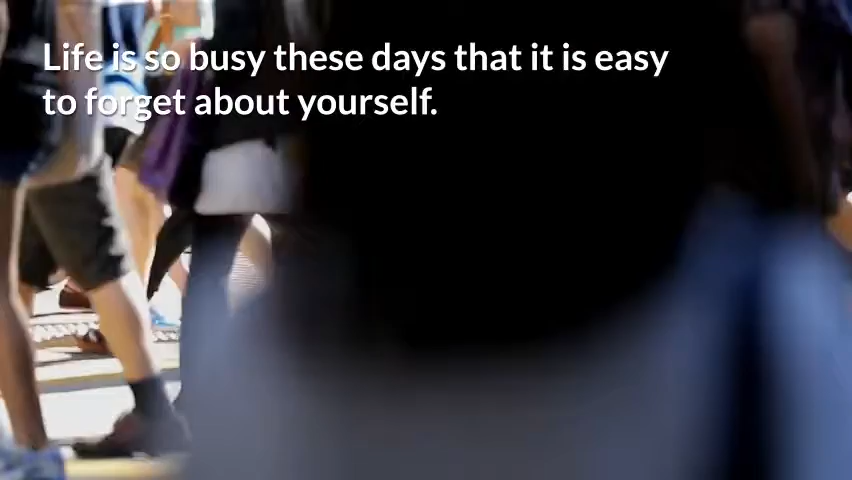 Life is so busy these days that it is easy
to forget about yourself.